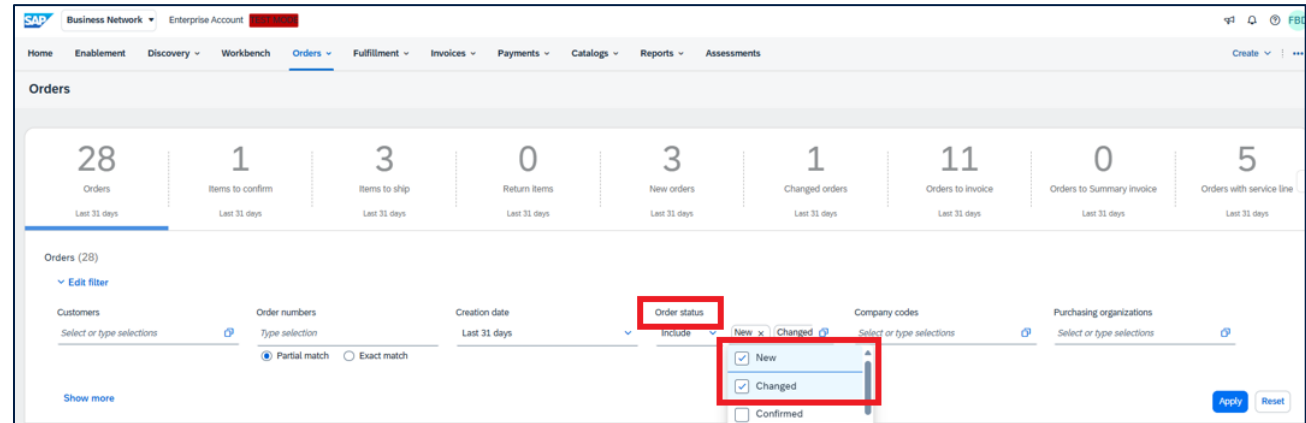 SAP Business Network Enterprise Account TEST MODE FBD
Home Enablement Discovery Workbench Orders Fulfillment Invoices Payments Catalogs Reports Assessments Create
Orders
28 1 3 0 3 1 11 0 5
Orders Items to confirm Items to ship Return items New orders Changed orders Orders to invoice Orders to Summary invoice Orders with service line
Last 31 days Last 31 days Last 31 days Last 31 days Last 31 days Last 31 days Last 31 days Last 31 days Last 31 days
Orders (28)
Edit filter
Customers Order numbers Creation date Order status Company codes Purchasing organizations
Select or type selections Type selection Last 31 days Include New x Changed Select or type selections Select or type selections
Partial match Exact match New
Changed
Show more Apply Reset
Confirmed